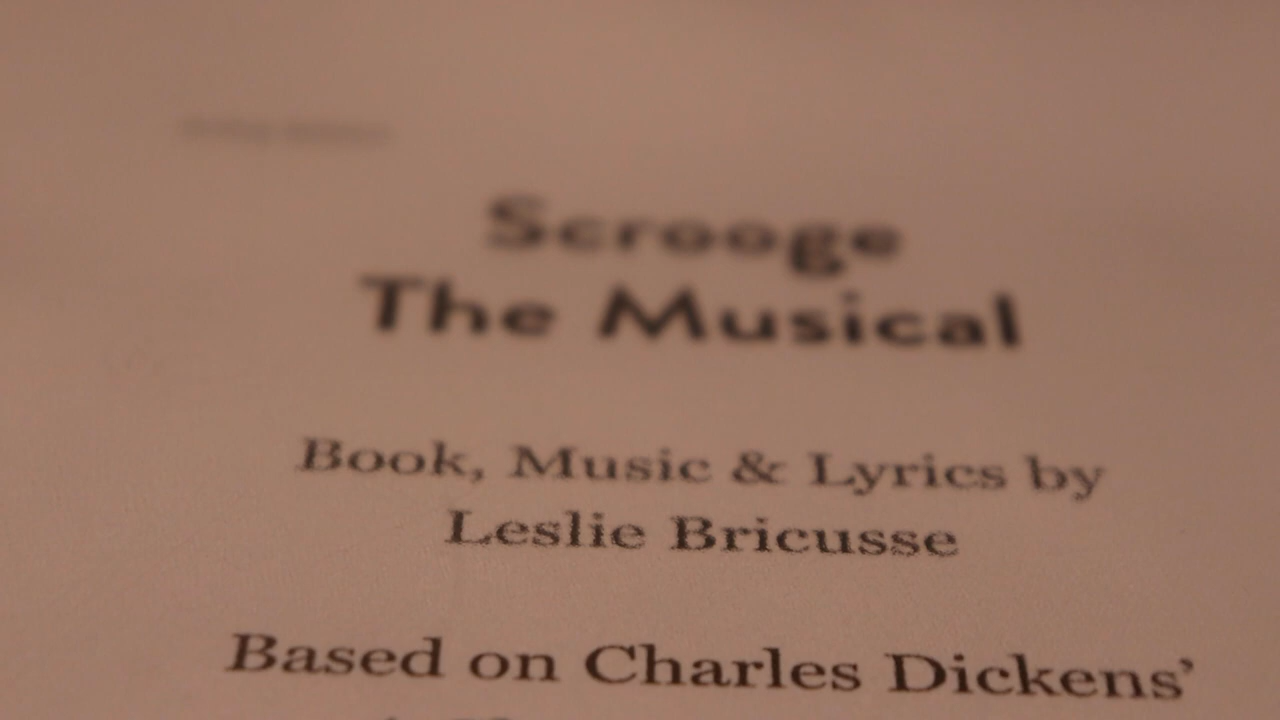 Scrooge
The Musical
Book, Music & Lyrics by
Leslie Bricusse
Based on Charles Dickens’